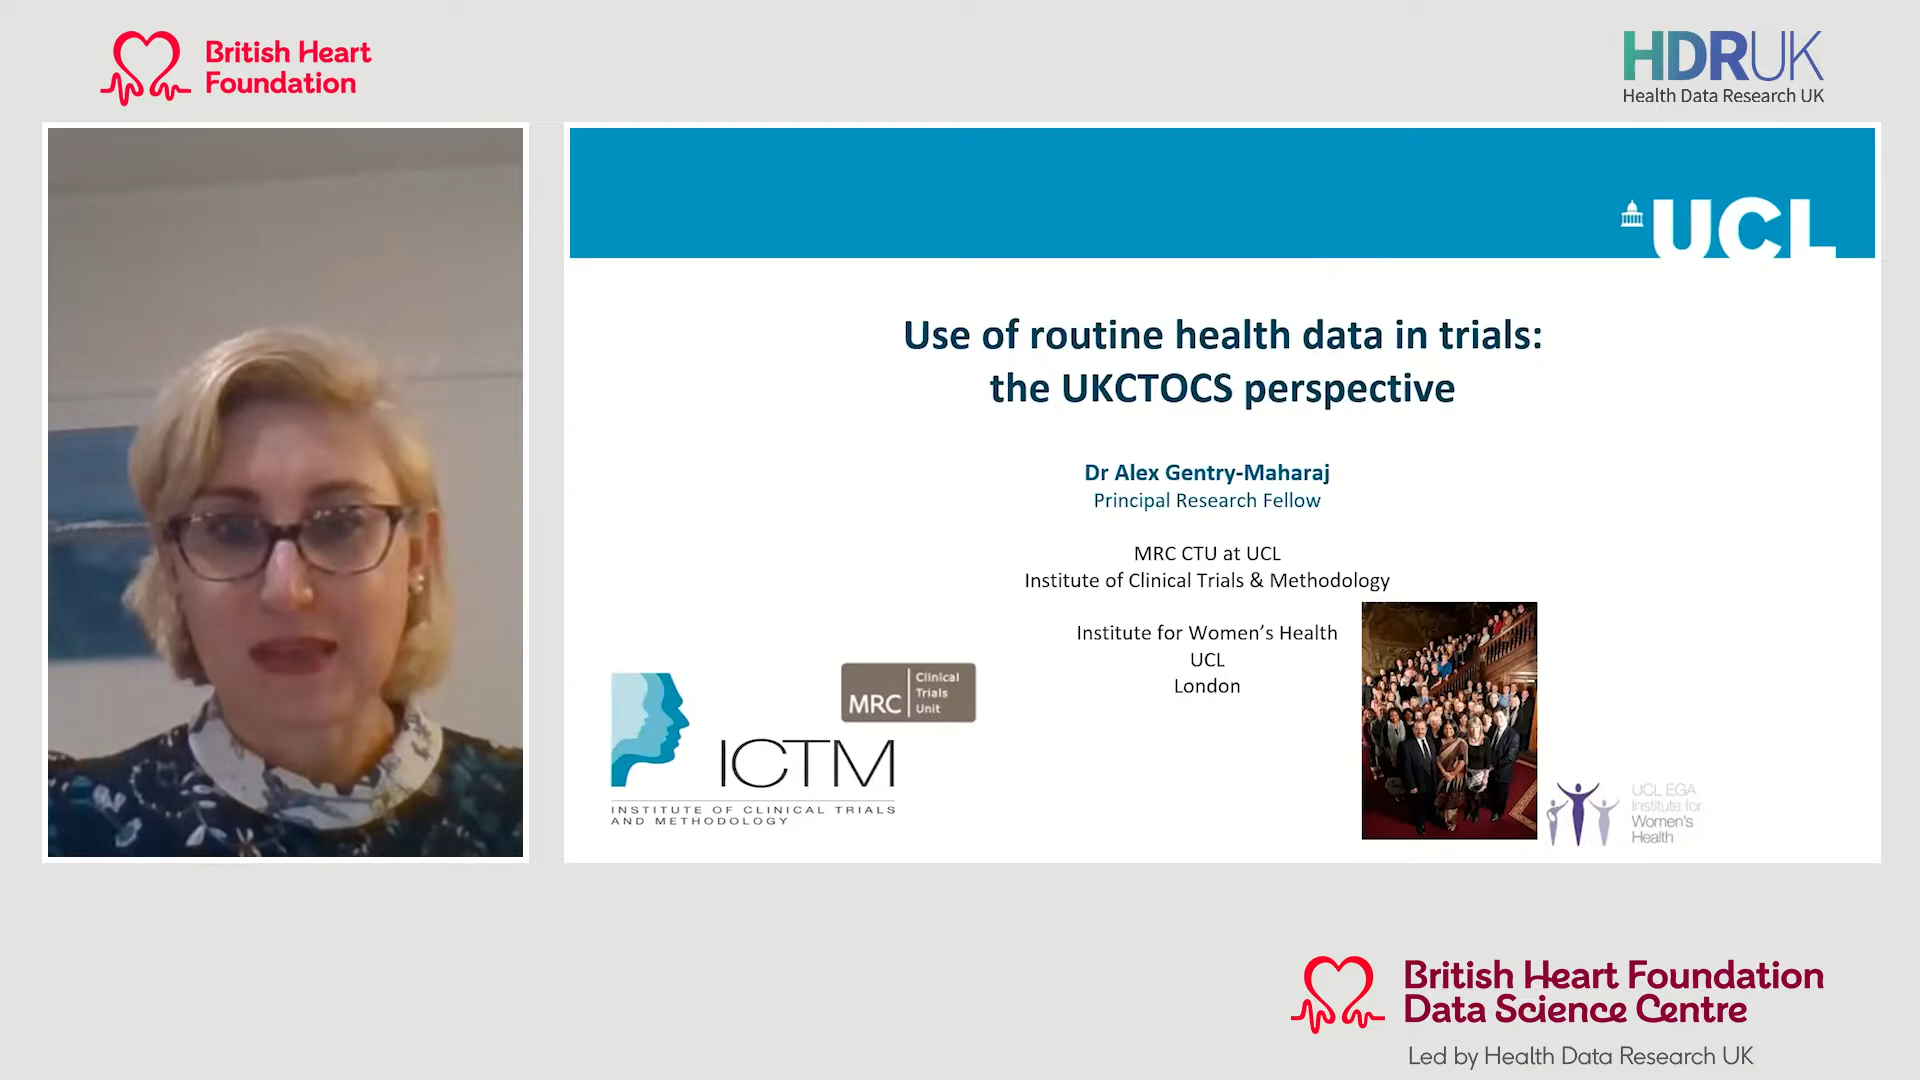 British Heart
Foundation
HDRUK
Health Data Research UK
UCL
Use of routine health data in trials:
the UKCTOCS perspective
Dr Alex Gentry-Maharaj
Principal Research Fellow
MRC CTU at UCL
Institute of Clinical Trials & Methodology
Institute for Women's Health
UCL
London
MRC
Clinical
Trials
Unit
ICTM
INSTITUTE OF CLINICAL TRIALS
AND METHODOLOGY
UCL EGA
Institute for
Women's
Health
British Heart Foundation
Data Science Centre
Led by Health Data Research UK